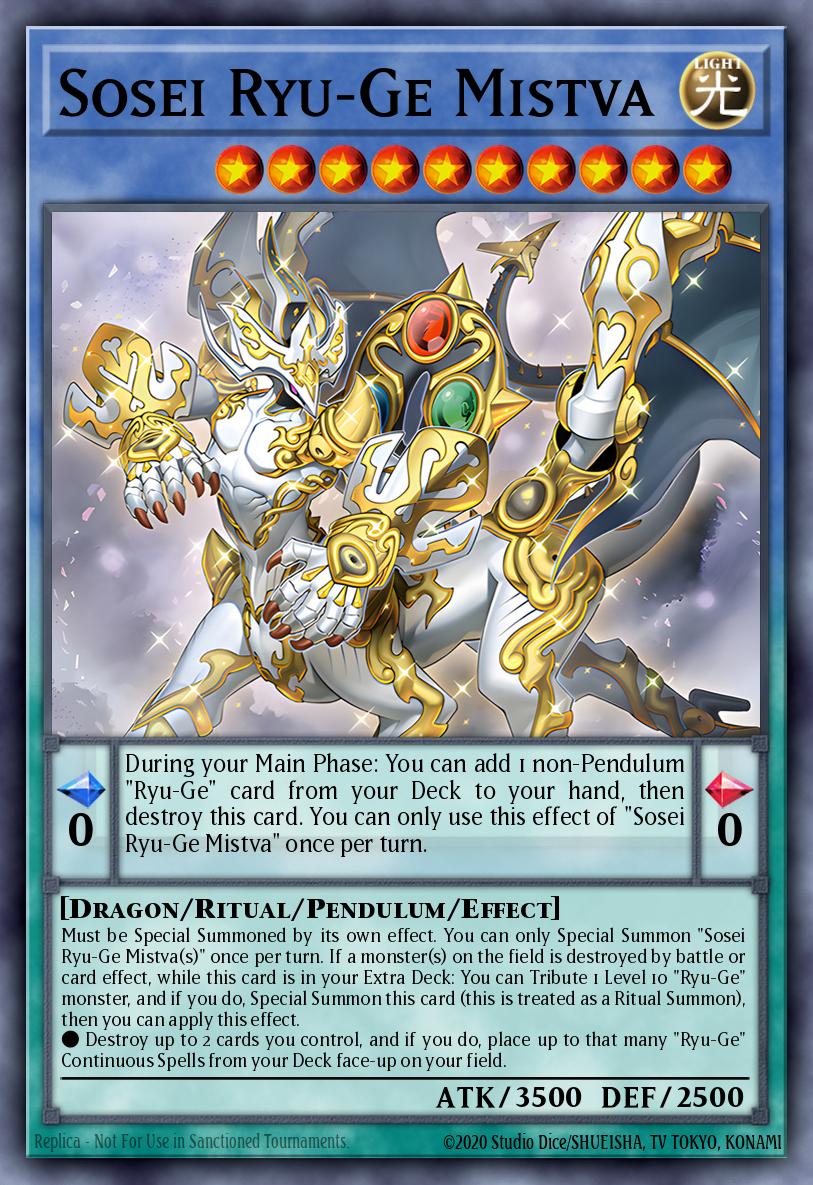 Sosei Ryu-Ge Mistva
LIGHT
光
During your Main Phase: You can add 1 non-Pendulum
"Ryu-Ge" card from your Deck to your hand, then
destroy this card. You can only use this effect of "Sosei
Ryu-Ge Mistva" once per turn.
0
0
[Dragon/Ritual/Pendulum/Effect]
Must be Special Summoned by its own effect. You can only Special Summon "Sosei
Ryu-Ge Mistva(s)" once per turn. If a monster(s) on the field is destroyed by battle or
card effect, while this card is in your Extra Deck: You can Tribute 1 Level 10 "Ryu-Ge"
monster, and if you do, Special Summon this card (this is treated as a Ritual Summon),
then you can apply this effect.
● Destroy up to 2 cards you control, and if you do, place up to that many "Ryu-Ge"
Continuous Spells from your Deck face-up on your field.
ATK/3500 DEF/2500
Replica - Not For Use in Sanctioned Tournaments.
©2020 Studio Dice/SHUEISHA, TV TOKYO, KONAMI